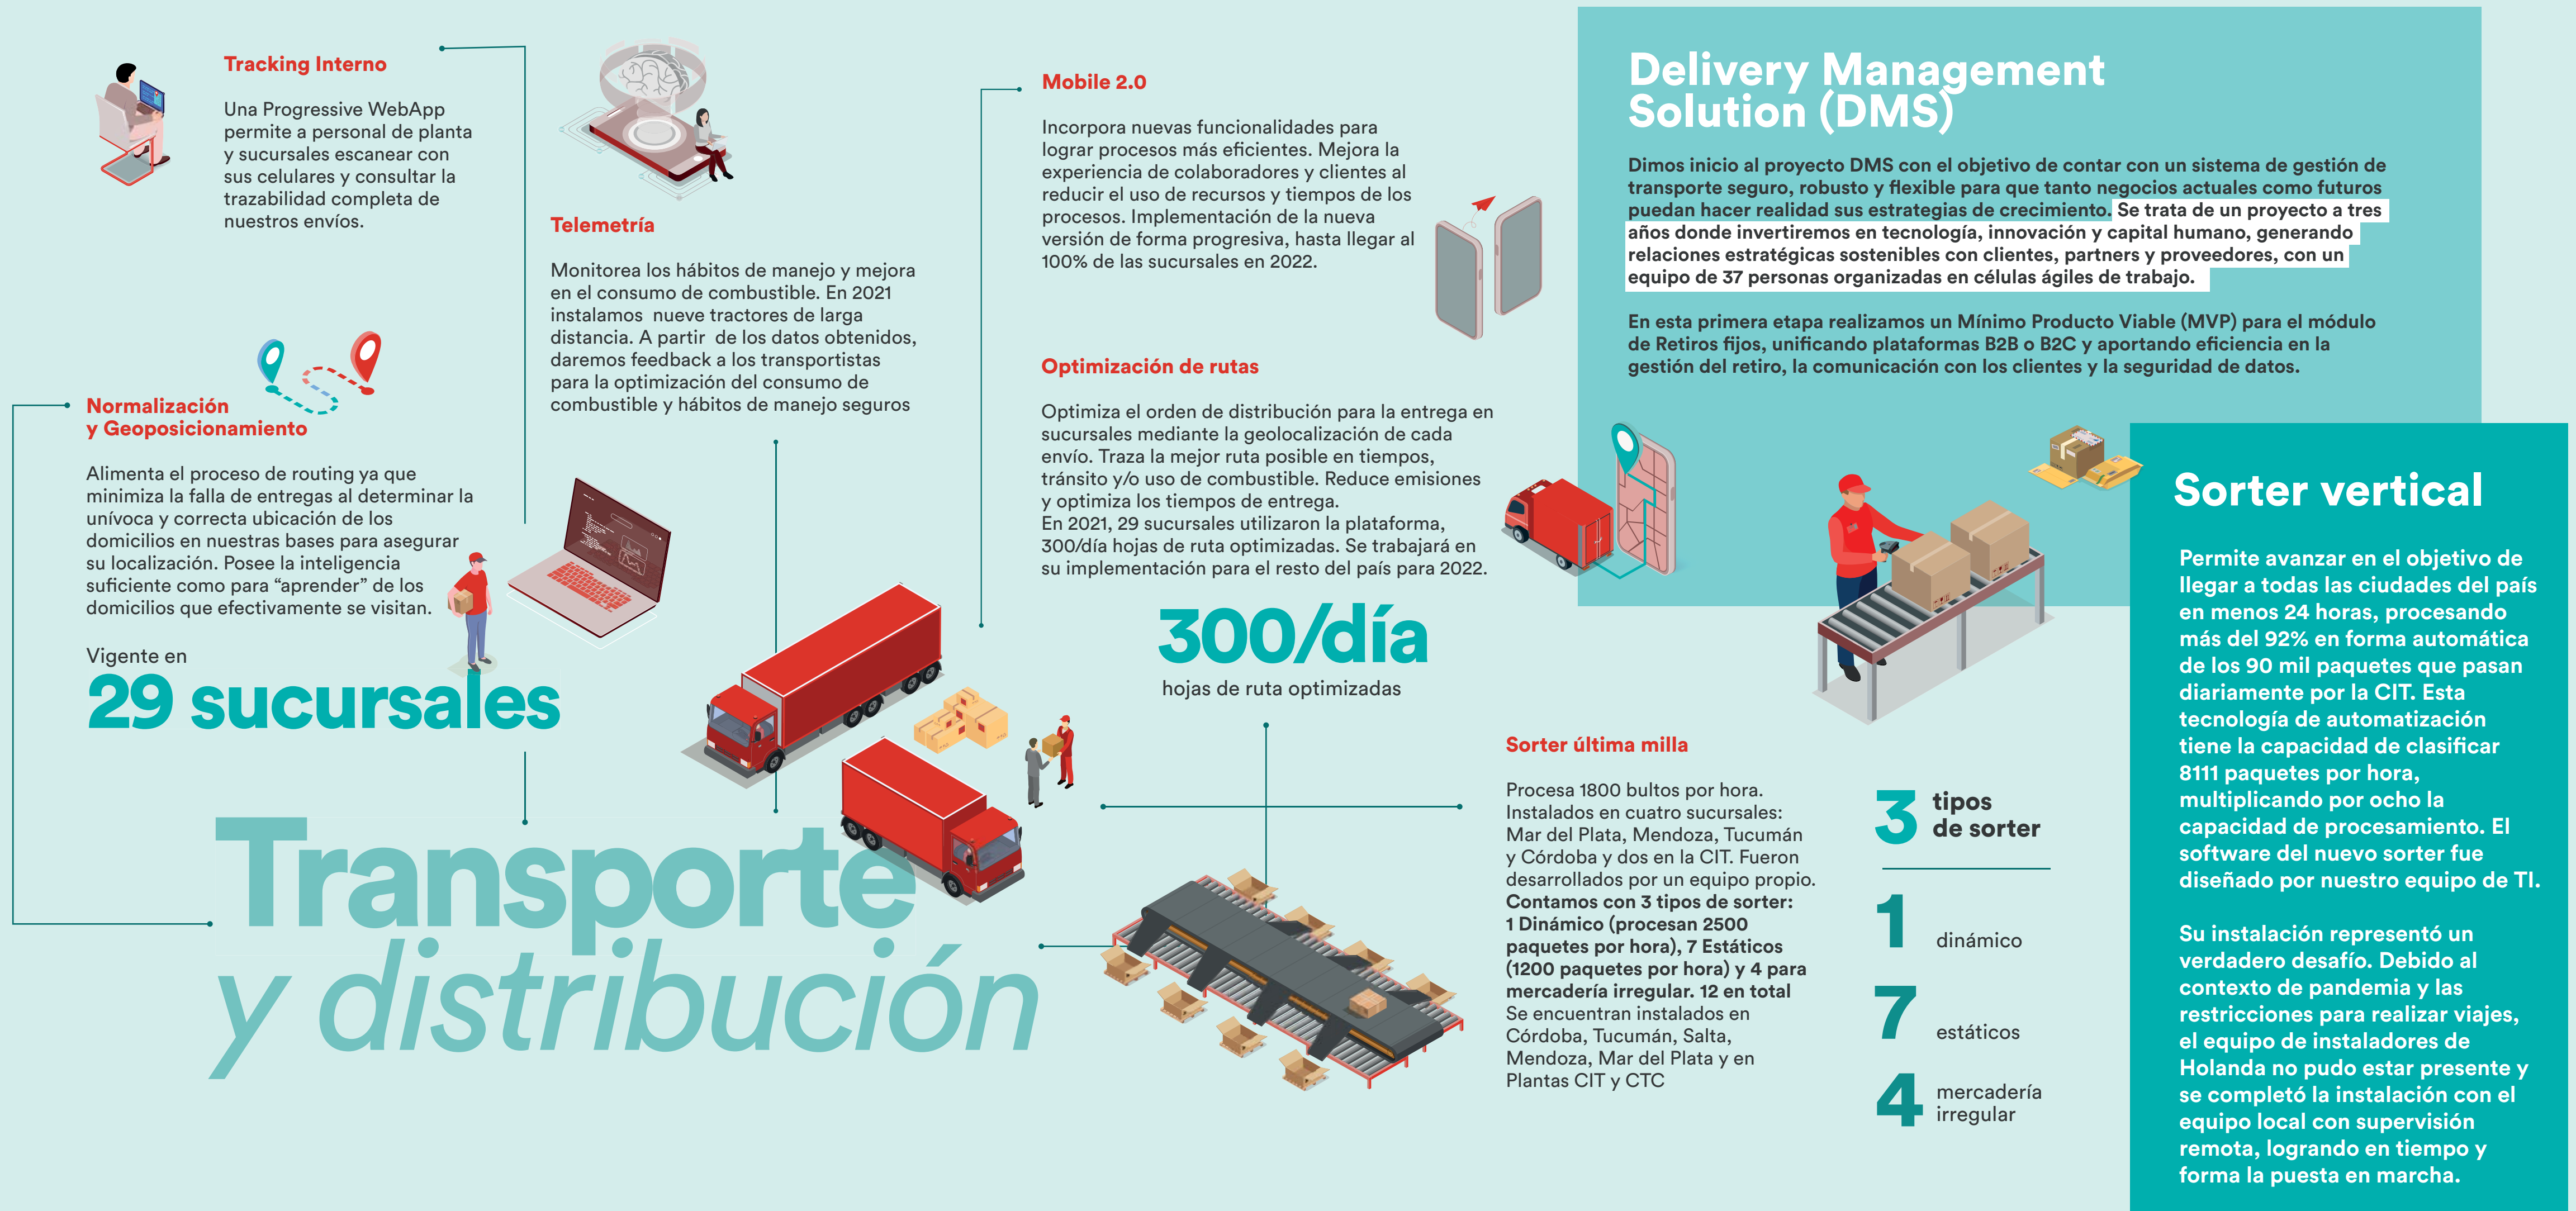 Tracking Interno
Una Progressive WebApp
permite a personal de planta
y sucursales escanear con
sus celulares y consultar la
trazabilidad completa de
nuestros envíos.
Normalización
y Geoposicionamiento
Alimenta el proceso de routing ya que
minimiza la falla de entregas al determinar la
unívoca y correcta ubicación de los
domicilios en nuestras bases para asegurar
su localización. Posee la inteligencia
suficiente como para “aprender” de los
domicilios que efectivamente se visitan.
Vigente en
29 sucursales
Telemetría
Monitorea los hábitos de manejo y mejora
en el consumo de combustible. En 2021
instalamos nueve tractores de larga
distancia. A partir de los datos obtenidos,
daremos feedback a los transportistas
para la optimización del consumo de
combustible y hábitos de manejo seguros
Transporte
y distribución
Mobile 2.0
Incorpora nuevas funcionalidades para
lograr procesos más eficientes. Mejora la
experiencia de colaboradores y clientes al
reducir el uso de recursos y tiempos de los
procesos. Implementación de la nueva
versión de forma progresiva, hasta llegar al
100% de las sucursales en 2022.
Optimización de rutas
Optimiza el orden de distribución para la entrega en
sucursales mediante la geolocalización de cada
envío. Traza la mejor ruta posible en tiempos,
tránsito y/o uso de combustible. Reduce emisiones
y optimiza los tiempos de entrega.
En 2021, 29 sucursales utilizaron la plataforma,
300/día hojas de ruta optimizadas. Se trabajará en
su implementación para el resto del país para 2022.
300/día
hojas de ruta optimizadas
Delivery Management
Solution (DMS)
Dimos inicio al proyecto DMS con el objetivo de contar con un sistema de gestión de
transporte seguro, robusto y flexible para que tanto negocios actuales como futuros
puedan hacer realidad sus estrategias de crecimiento. Se trata de un proyecto a tres
años donde invertiremos en tecnología, innovación y capital humano, generando
relaciones estratégicas sostenibles con clientes, partners y proveedores, con un
equipo de 37 personas organizadas en células ágiles de trabajo.
En esta primera etapa realizamos un Mínimo Producto Viable (MVP) para el módulo
de Retiros fijos, unificando plataformas B2B o B2C y aportando eficiencia en la
gestión del retiro, la comunicación con los clientes y la seguridad de datos.
Sorter última milla
Procesa 1800 bultos por hora.
Instalados en cuatro sucursales:
Mar del Plata, Mendoza, Tucumán
y Córdoba y dos en la CIT. Fueron
desarrollados por un equipo propio.
Contamos con 3 tipos de sorter:
1 Dinámico (procesan 2500
paquetes por hora), 7 Estáticos
(1200 paquetes por hora) y 4 para
mercadería irregular. 12 en total
Se encuentran instalados en
Córdoba, Tucumán, Salta,
Mendoza, Mar del Plata y en
Plantas CIT y CTC
3 tipos
de sorter
1 dinámico
7 estáticos
4 mercadería
irregular
Sorter vertical
Permite avanzar en el objetivo de
llegar a todas las ciudades del país
en menos 24 horas, procesando
más del 92% en forma automática
de los 90 mil paquetes que pasan
diariamente por la CIT. Esta
tecnología de automatización
tiene la capacidad de clasificar
8111 paquetes por hora,
multiplicando por ocho la
capacidad de procesamiento. El
software del nuevo sorter fue
diseñado por nuestro equipo de TI.
Su instalación representó un
verdadero desafío. Debido al
contexto de pandemia y las
restricciones para realizar viajes,
el equipo de instaladores de
Holanda no pudo estar presente y
se completó la instalación con el
equipo local con supervisión
remota, logrando en tiempo y
forma la puesta en marcha.